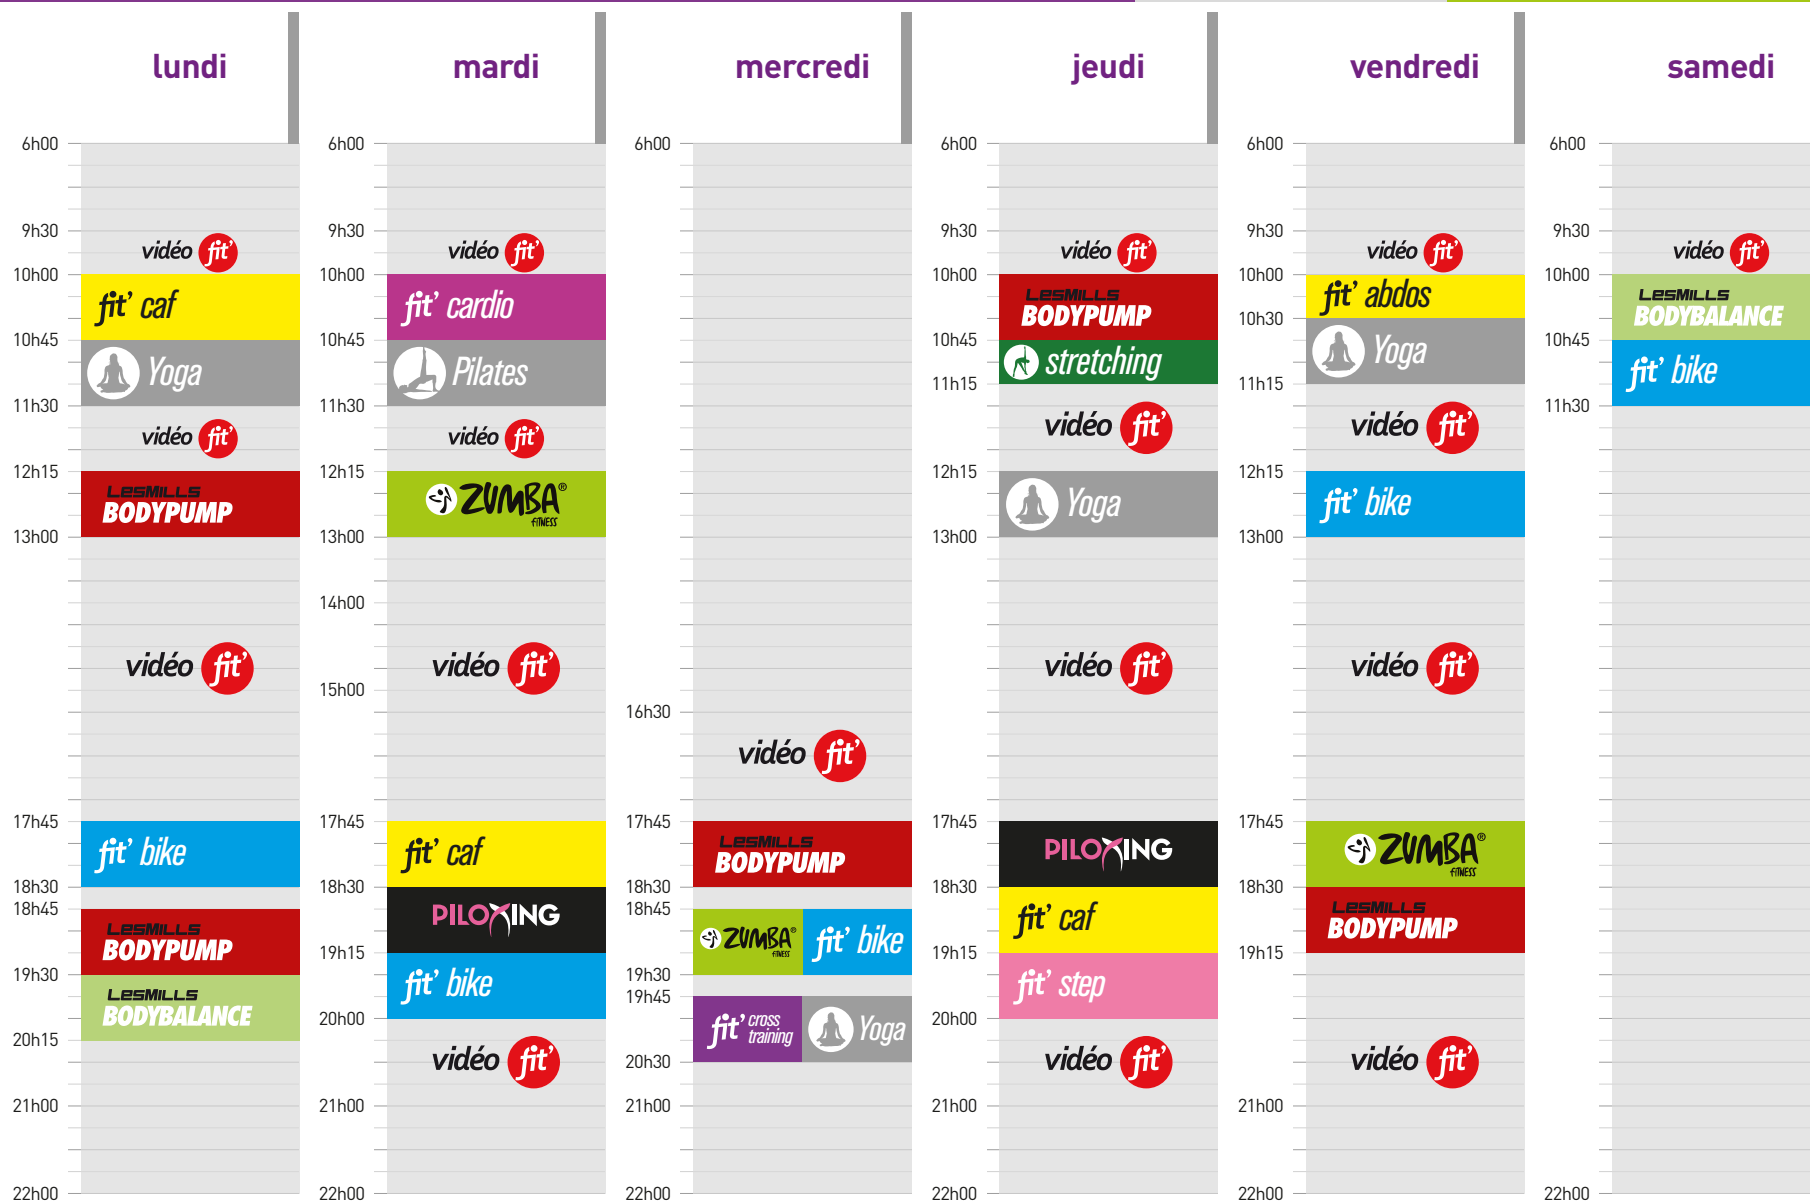 lundi
6h00
9h30
vidéo fit'
10h00
fit' caf
10h45
Yoga
11h30
vidéo fit'
12h15
LESMILLS
BODYPUMP
13h00
vidéo fit'
17h45
fit' bike
18h30
18h45
LESMILLS
BODYPUMP
19h30
LESMILLS
BODYBALANCE
20h15
21h00
22h00
mardi
6h00
9h30
vidéo fit'
10h00
fit' cardio
10h45
Pilates
11h30
vidéo fit'
12h15
ZUMBA®
FITNESS
13h00
14h00
vidéo fit'
15h00
17h45
fit' caf
18h30
PILOXING
19h15
fit' bike
20h00
vidéo fit'
21h00
22h00
mercredi
6h00
16h30
vidéo fit'
17h45
LESMILLS
BODYPUMP
18h30
18h45
ZUMBA®
FITNESS
fit' bike
19h30
19h45
fit' cross
training
Yoga
20h30
21h00
22h00
jeudi
6h00
9h30
vidéo fit'
10h00
LESMILLS
BODYPUMP
10h45
stretching
11h15
vidéo fit'
12h15
Yoga
13h00
vidéo fit'
17h45
PILOXING
18h30
fit' caf
19h15
fit' step
20h00
vidéo fit'
21h00
22h00
vendredi
6h00
9h30
vidéo fit'
10h00
fit' abdos
10h30
Yoga
11h15
vidéo fit'
12h15
fit' bike
13h00
vidéo fit'
17h45
ZUMBA®
FITNESS
18h30
LESMILLS
BODYPUMP
19h15
vidéo fit'
21h00
22h00
samedi
6h00
9h30
vidéo fit'
10h00
LESMILLS
BODYBALANCE
10h45
fit' bike
11h30
22h00